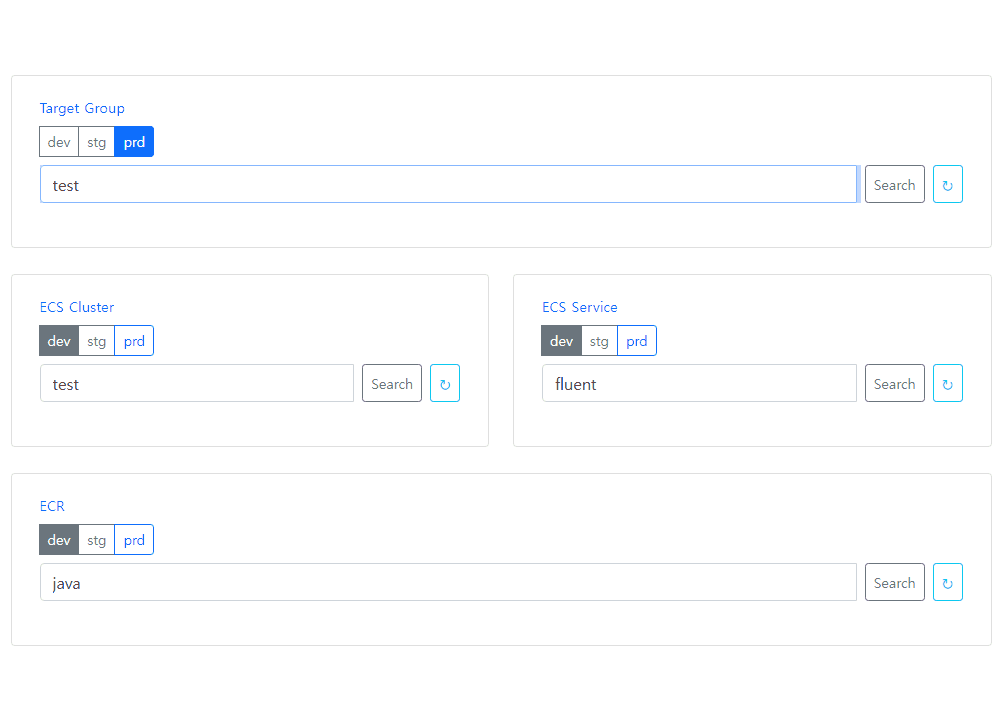 Target Group
dev stg prd
test Search ↻
ECS Cluster
dev stg prd
test Search ↻
ECS Service
dev stg prd
fluent Search ↻
ECR
dev stg prd
java Search ↻